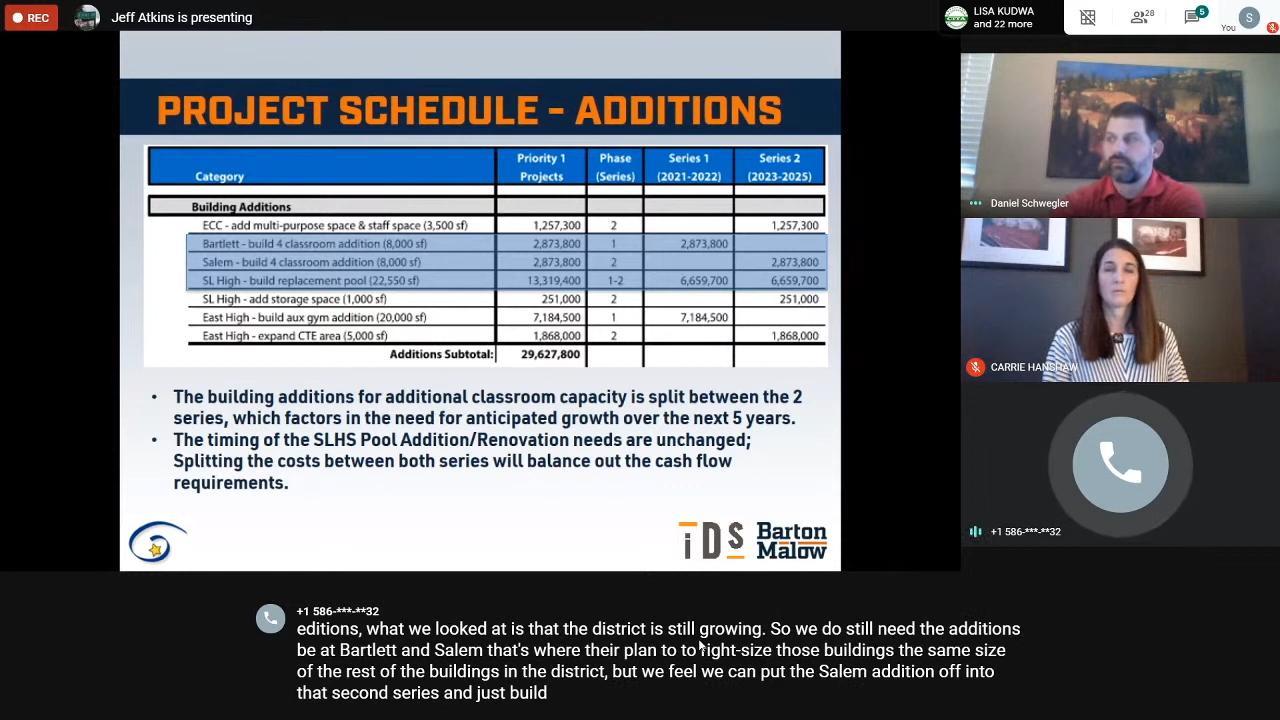 REC
Jeff Atkins is presenting
LISA KUDWA
and 22 more
28
5
You
S
PROJECT SCHEDULE - ADDITIONS
Category Priority 1 Projects Phase (Series) Series 1 (2021-2022) Series 2 (2023-2025)
Building Additions
ECC - add multi-purpose space & staff space (3,500 sf) 1,257,300 2 1,257,300
Bartlett - build 4 classroom addition (8,000 sf) 2,873,800 1 2,873,800
Salem - build 4 classroom addition (8,000 sf) 2,873,800 2 2,873,800
SL High - build replacement pool (22,550 sf) 13,319,400 1-2 6,659,700 6,659,700
SL High - add storage space (1,000 sf) 251,000 2 251,000
East High - build aux gym addition (20,000 sf) 7,184,500 1 7,184,500
East High - expand CTE area (5,000 sf) 1,868,000 2 1,868,000
Additions Subtotal: 29,627,800
• The building additions for additional classroom capacity is split between the 2
series, which factors in the need for anticipated growth over the next 5 years.
• The timing of the SLHS Pool Addition/Renovation needs are unchanged;
Splitting the costs between both series will balance out the cash flow
requirements.
iDS Barton
Malow
Daniel Schwegler
CARRIE HANSHAW
+1 586-***-**32
+1 586-***-**32
editions, what we looked at is that the district is still growing. So we do still need the additions
be at Bartlett and Salem that's where their plan to to right-size those buildings the same size
of the rest of the buildings in the district, but we feel we can put the Salem addition off into
that second series and just build